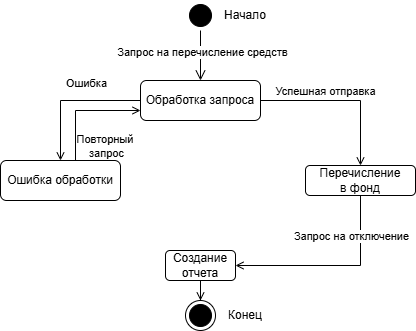 Начало
Запрос на перечисление средств
Ошибка
Обработка запроса
Успешная отправка
Повторный
запрос
Ошибка обработки
Перечисление
в фонд
Запрос на отключение
Создание
отчета
Конец